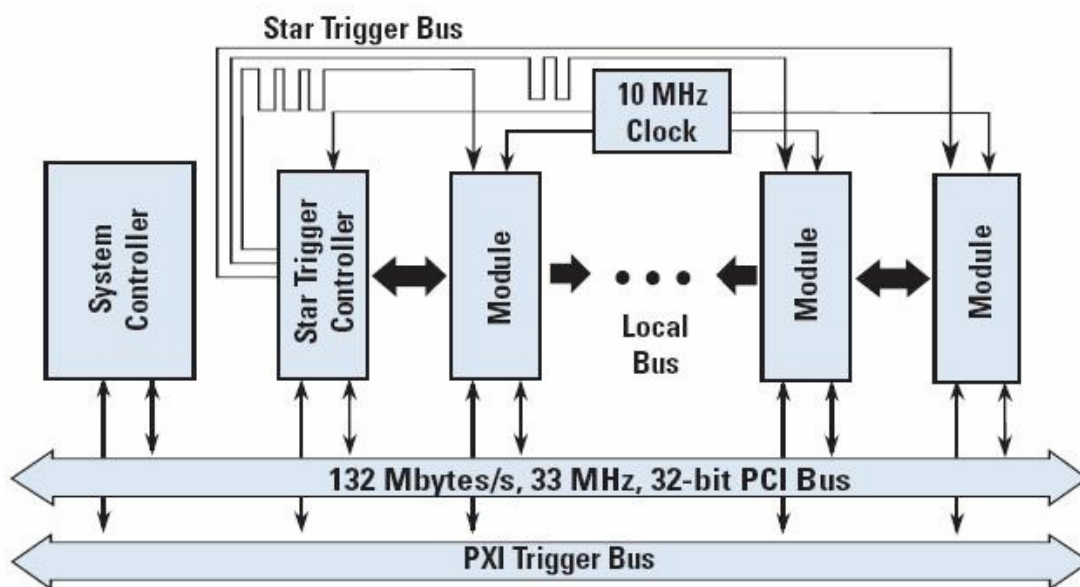 Star Trigger Bus
10 MHz
Clock
System
Controller
Star Trigger
Controller
Module
Local
Bus
Module
Module
132 Mbytes/s, 33 MHz, 32-bit PCI Bus
PXI Trigger Bus